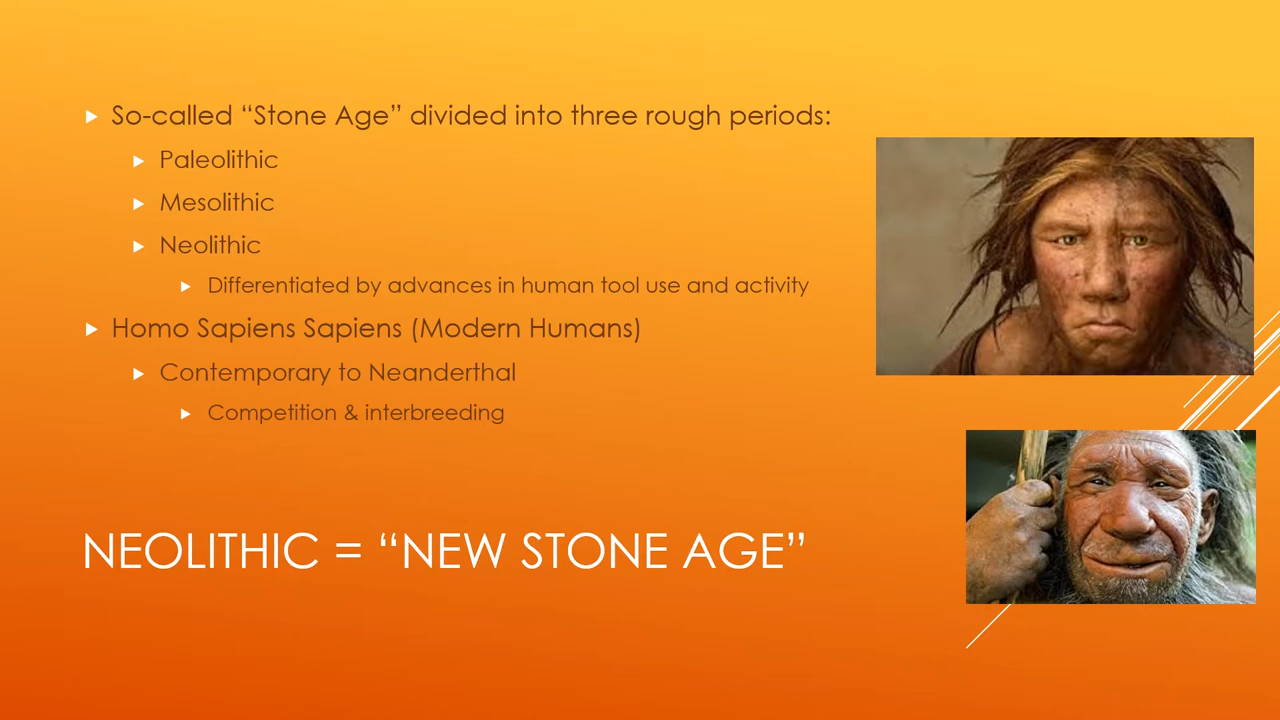 So-called “Stone Age” divided into three rough periods:
Paleolithic
Mesolithic
Neolithic
Differentiated by advances in human tool use and activity
Homo Sapiens Sapiens (Modern Humans)
Contemporary to Neanderthal
Competition & interbreeding
NEOLITHIC = “NEW STONE AGE”